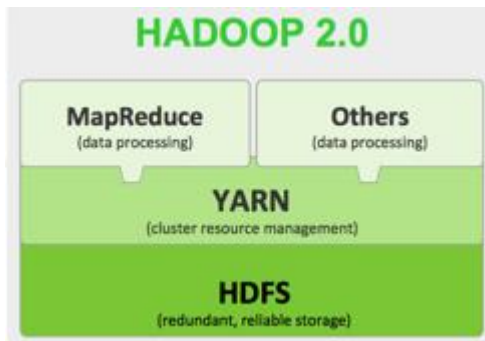 HADOOP 2.0
MapReduce
(data processing)
Others
(data processing)
YARN
(cluster resource management)
HDFS
(redundant, reliable storage)